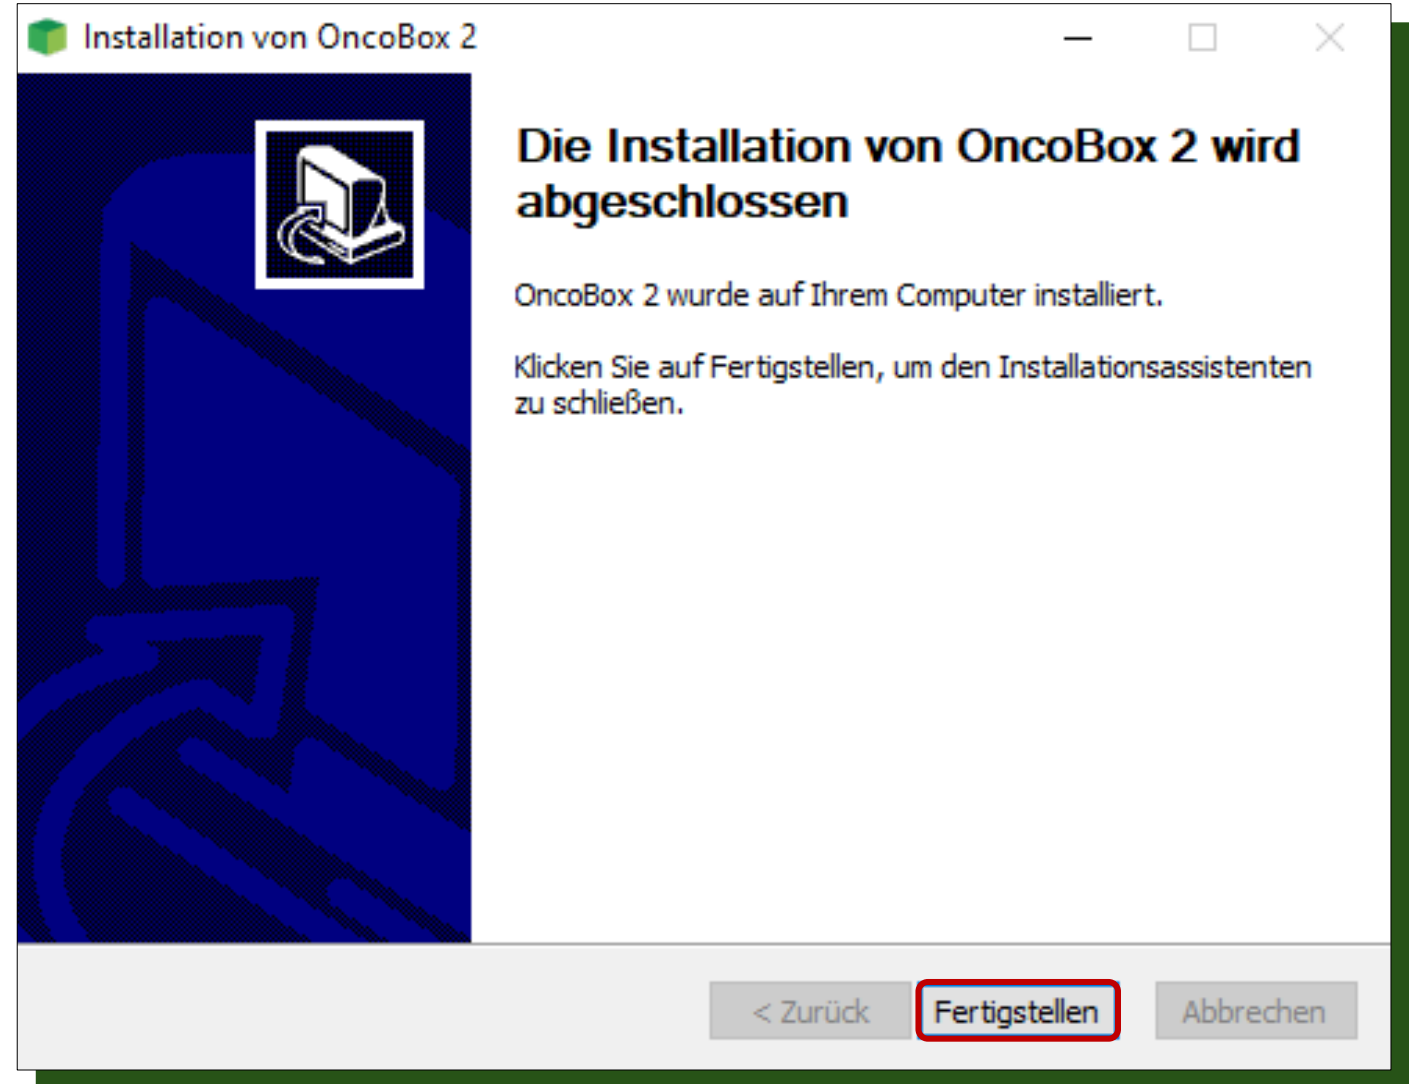 Installation von OncoBox 2
Die Installation von OncoBox 2 wird
abgeschlossen
OncoBox 2 wurde auf Ihrem Computer installiert.
Klicken Sie auf Fertigstellen, um den Installationsassistenten
zu schließen.
< Zurück
Fertigstellen
Abbrechen